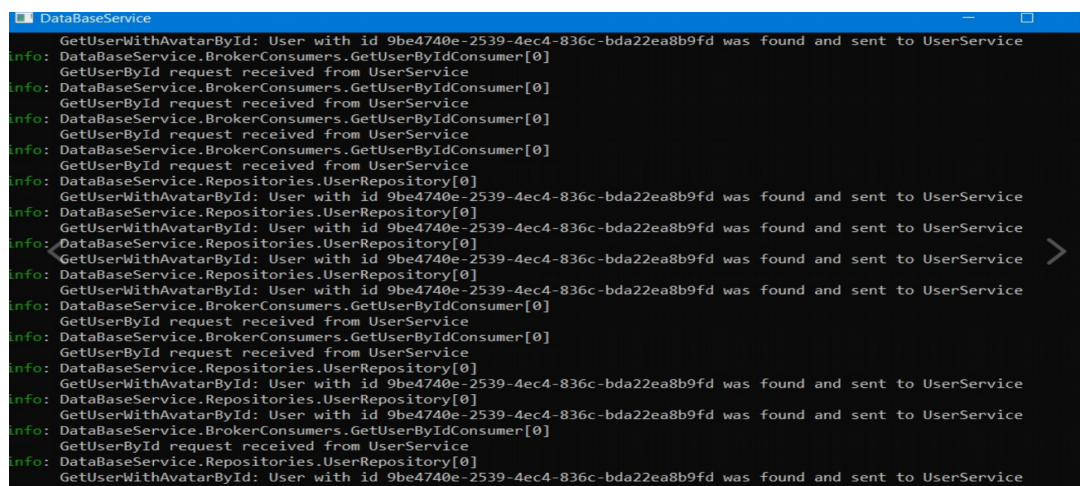 DataBaseService
GetUserWithAvatarById: User with id 9be4740e-2539-4ec4-836c-bda22ea8b9fd was found and sent to UserService
info: DataBaseService.BrokerConsumers.GetUserByIdConsumer[0]
GetUserById request received from UserService
info: DataBaseService.BrokerConsumers.GetUserByIdConsumer[0]
GetUserById request received from UserService
info: DataBaseService.BrokerConsumers.GetUserByIdConsumer[0]
GetUserById request received from UserService
info: DataBaseService.BrokerConsumers.GetUserByIdConsumer[0]
GetUserById request received from UserService
info: DataBaseService.Repositories.UserRepository[0]
GetUserWithAvatarById: User with id 9be4740e-2539-4ec4-836c-bda22ea8b9fd was found and sent to UserService
info: DataBaseService.Repositories.UserRepository[0]
GetUserWithAvatarById: User with id 9be4740e-2539-4ec4-836c-bda22ea8b9fd was found and sent to UserService
info: DataBaseService.Repositories.UserRepository[0]
GetUserWithAvatarById: User with id 9be4740e-2539-4ec4-836c-bda22ea8b9fd was found and sent to UserService
info: DataBaseService.Repositories.UserRepository[0]
GetUserWithAvatarById: User with id 9be4740e-2539-4ec4-836c-bda22ea8b9fd was found and sent to UserService
info: DataBaseService.BrokerConsumers.GetUserByIdConsumer[0]
GetUserById request received from UserService
info: DataBaseService.BrokerConsumers.GetUserByIdConsumer[0]
GetUserById request received from UserService
info: DataBaseService.Repositories.UserRepository[0]
GetUserWithAvatarById: User with id 9be4740e-2539-4ec4-836c-bda22ea8b9fd was found and sent to UserService
info: DataBaseService.Repositories.UserRepository[0]
GetUserWithAvatarById: User with id 9be4740e-2539-4ec4-836c-bda22ea8b9fd was found and sent to UserService
info: DataBaseService.BrokerConsumers.GetUserByIdConsumer[0]
GetUserById request received from UserService
info: DataBaseService.Repositories.UserRepository[0]
GetUserWithAvatarById: User with id 9be4740e-2539-4ec4-836c-bda22ea8b9fd was found and sent to UserService